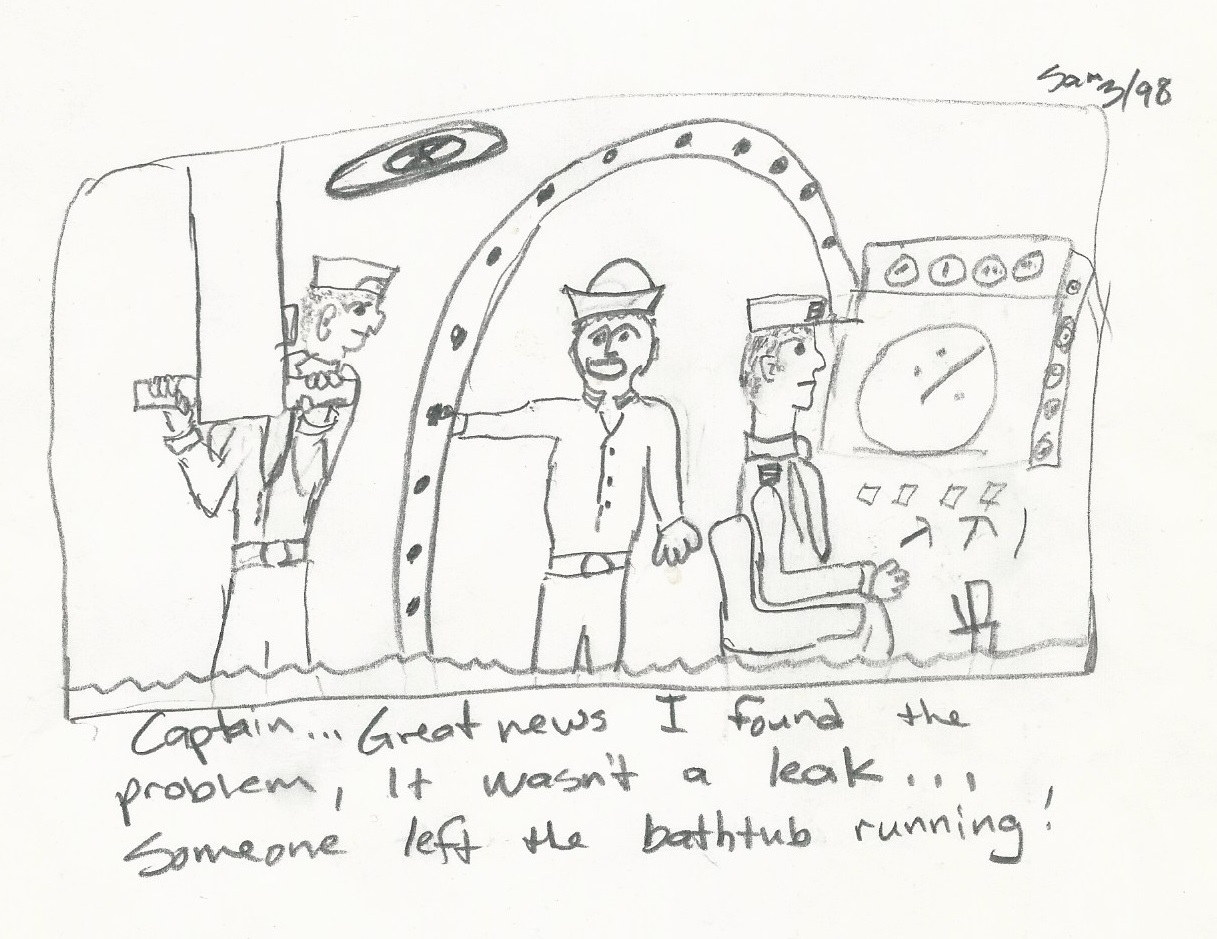 Sam 3/98
Captain... Great news I found the
problem, It wasn't a leak...
Someone left the bathtub running!